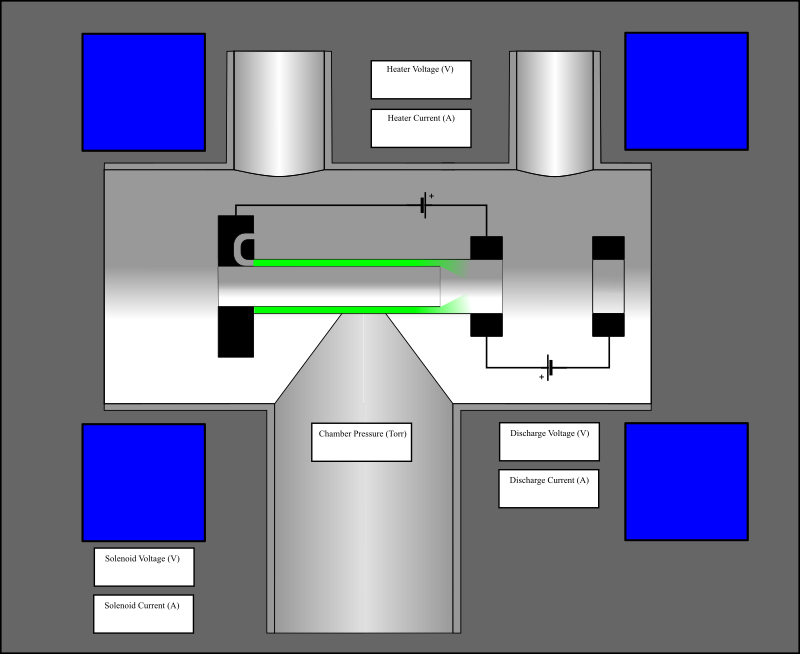 Heater Voltage (V)
Heater Current (A)
+
+
Chamber Pressure (Torr)
Discharge Voltage (V)
Discharge Current (A)
Solenoid Voltage (V)
Solenoid Current (A)